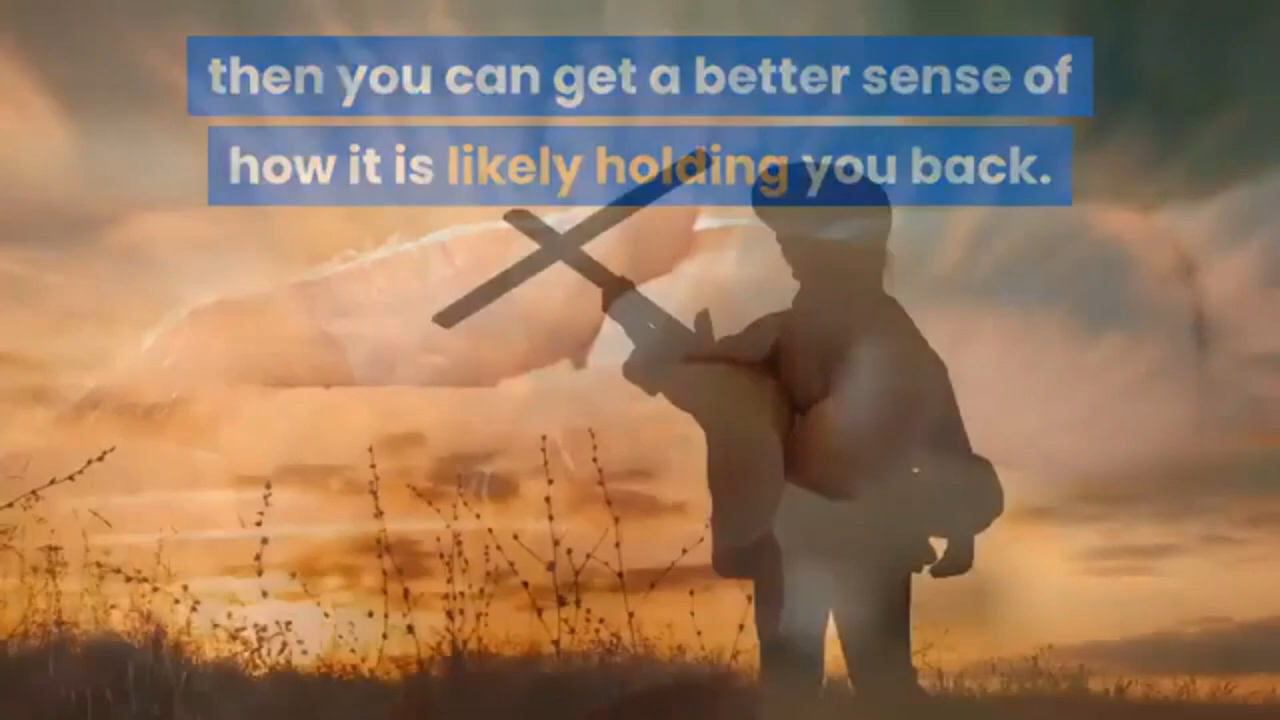 then you can get a better sense of
how it is likely holding you back.